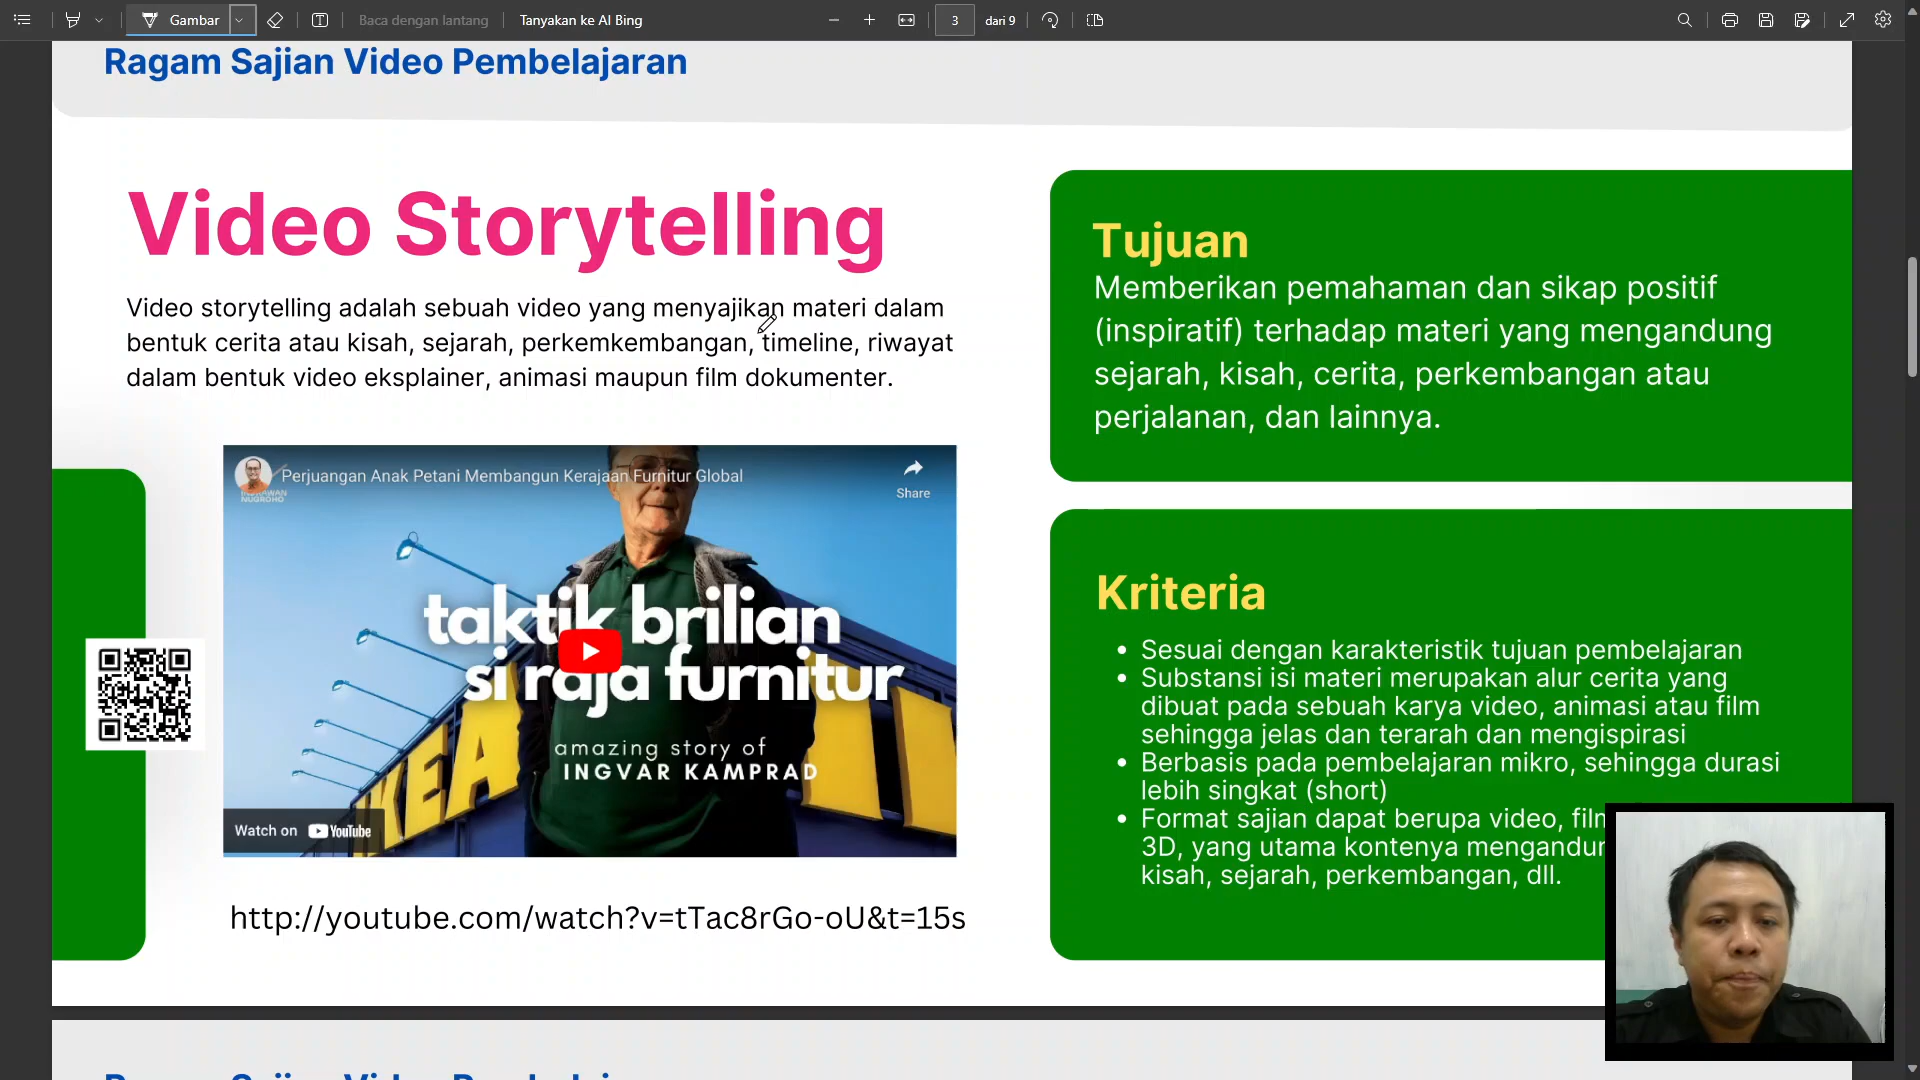 Gambar
Baca dengan lantang
Tanyakan ke AI Bing
3
dari 9
Ragam Sajian Video Pembelajaran
Video Storytelling
Video storytelling adalah sebuah video yang menyajikan materi dalam
bentuk cerita atau kisah, sejarah, perkemkembangan, timeline, riwayat
dalam bentuk video eksplainer, animasi maupun film dokumenter.
Perjuangan Anak Petani Membangun Kerajaan Furnitur Global
Share
taktik brilian
si raja furnitur
amazing story of
INGVAR KAMPRAD
IKEA
Watch on YouTube
http://youtube.com/watch?v=tTac8rGo-oU&t=15s
Tujuan
Memberikan pemahaman dan sikap positif
(inspiratif) terhadap materi yang mengandung
sejarah, kisah, cerita, perkembangan atau
perjalanan, dan lainnya.
Kriteria
• Sesuai dengan karakteristik tujuan pembelajaran
• Substansi isi materi merupakan alur cerita yang
dibuat pada sebuah karya video, animasi atau film
sehingga jelas dan terarah dan mengispirasi
• Berbasis pada pembelajaran mikro, sehingga durasi
lebih singkat (short)
• Format sajian dapat berupa video,
3D, yang utama kontenya
kisah, sejarah, perkembangan, dll.